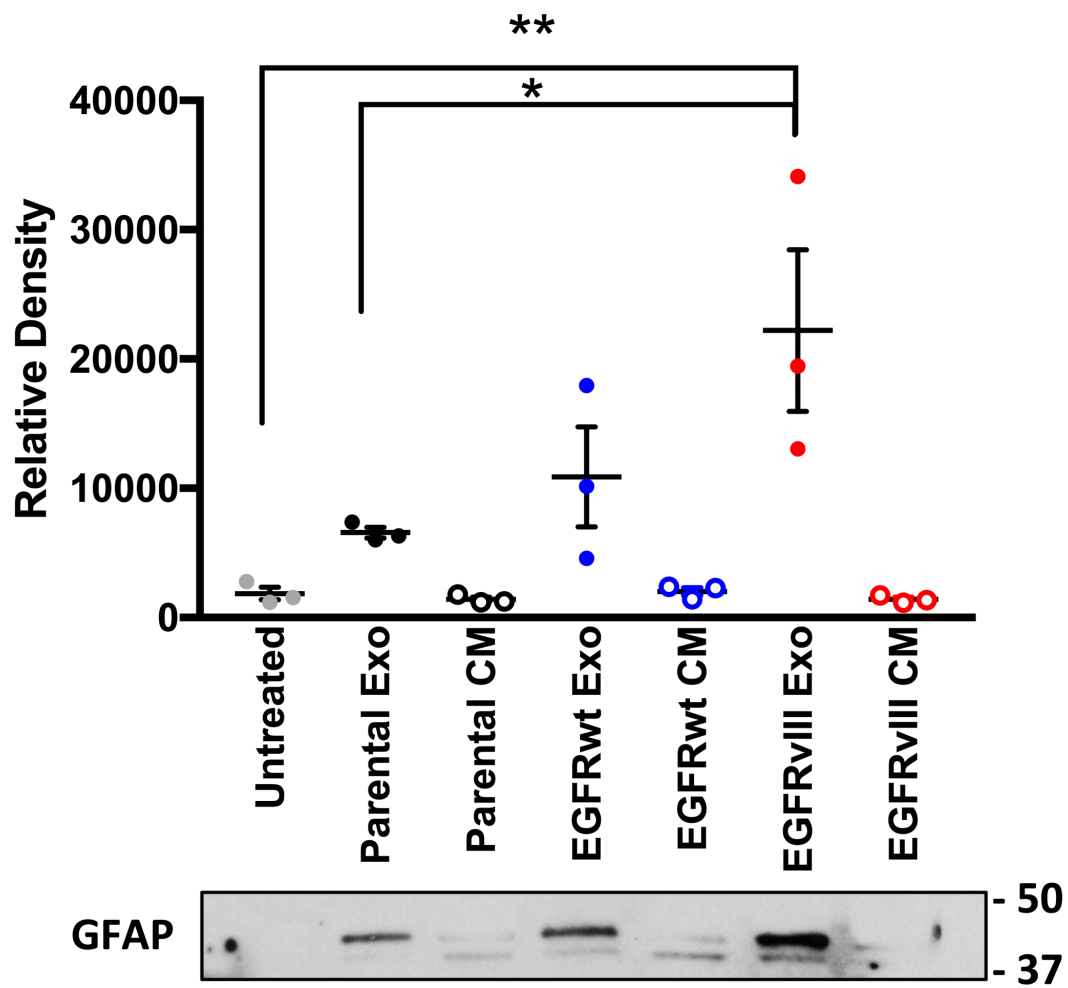 **
*
40000
30000
20000
10000
0
Relative Density
Untreated
Parental Exo
Parental CM
EGFRwt Exo
EGFRwt CM
EGFRvIII Exo
EGFRvIII CM
GFAP
- 50
- 37